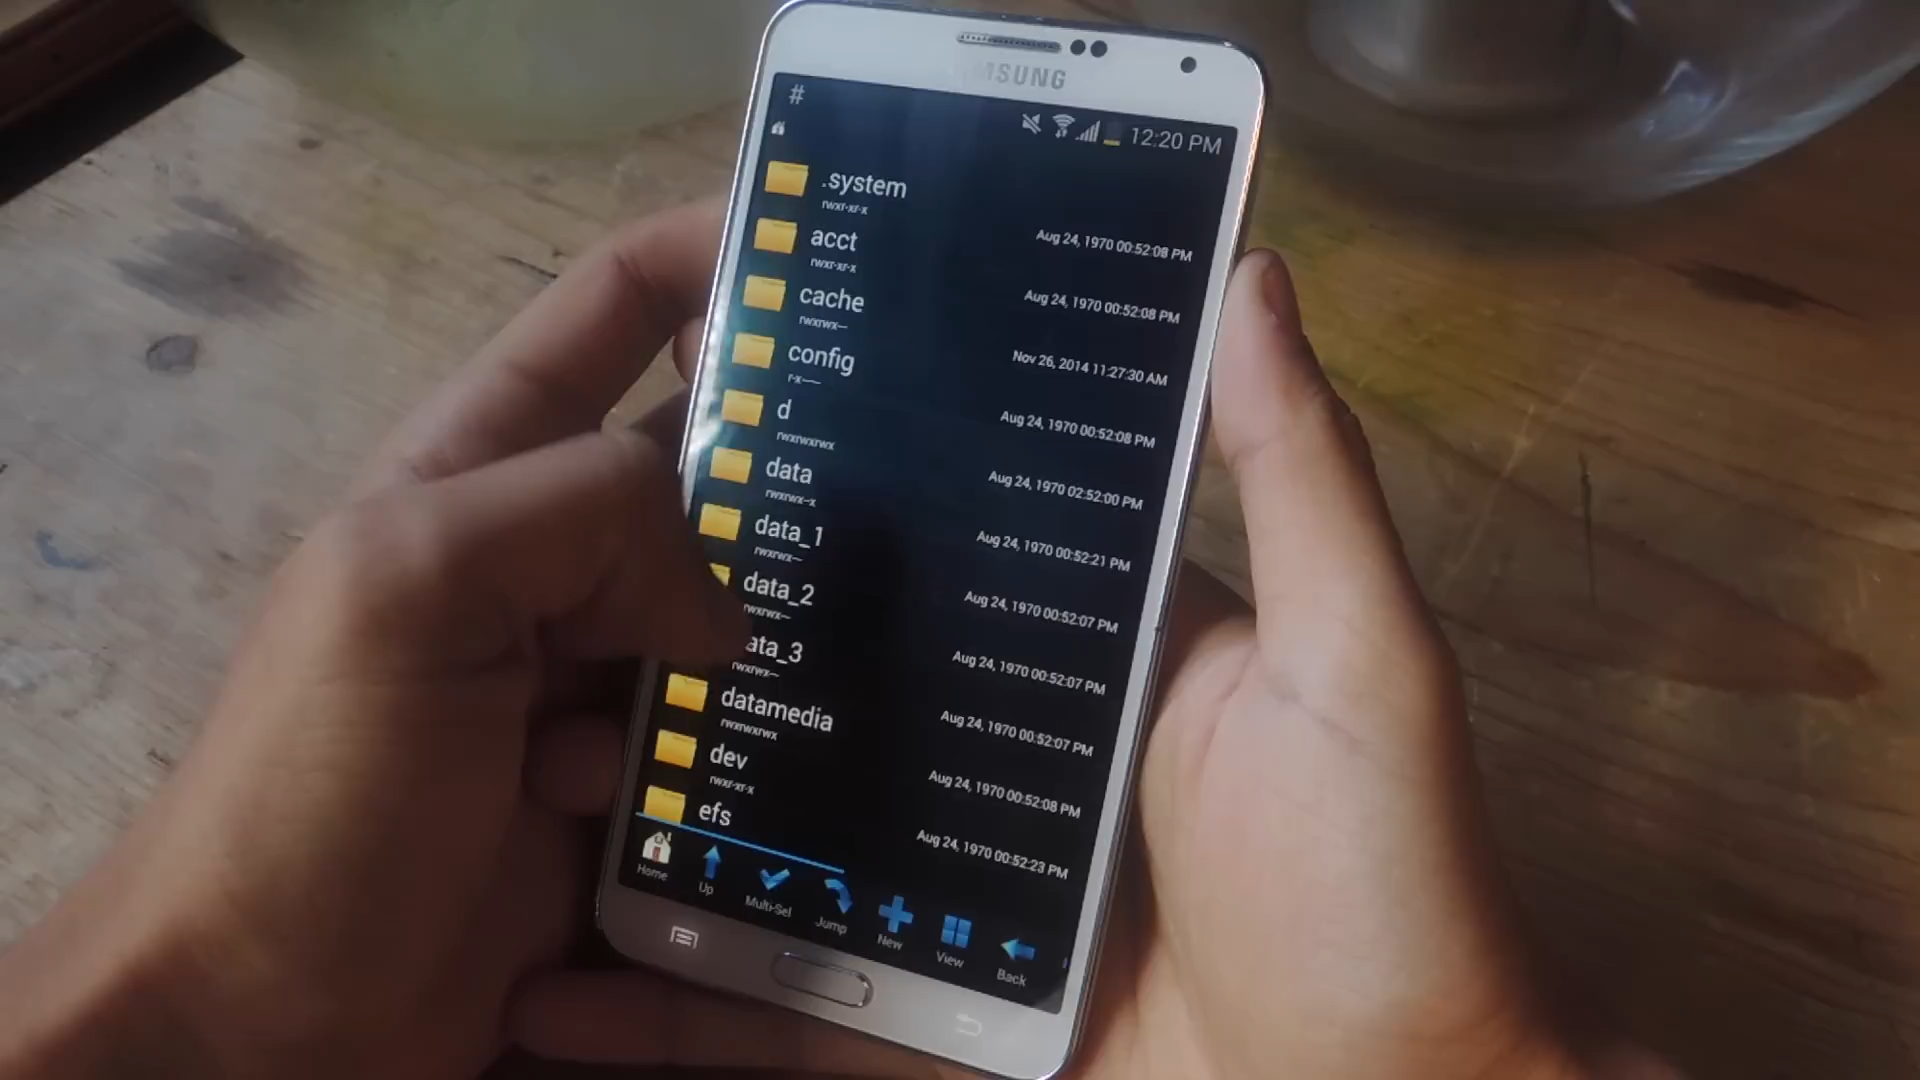 SAMSUNG
#
12:20 PM
.system
rwxr-xr-x
Aug 24, 1970 00:52:08 PM
acct
rwxr-xr-x
Aug 24, 1970 00:52:08 PM
cache
rwxrwx---
Nov 26, 2014 11:27:30 AM
config
r-x------
Aug 24, 1970 00:52:08 PM
d
rwxrwxrwx
Aug 24, 1970 02:52:00 PM
data
rwxrwx--x
Aug 24, 1970 00:52:21 PM
data_1
rwxrwx---
Aug 24, 1970 00:52:07 PM
data_2
rwxrwx---
Aug 24, 1970 00:52:07 PM
ata_3
rwxrwx---
Aug 24, 1970 00:52:07 PM
datamedia
rwxrwxrwx
Aug 24, 1970 00:52:08 PM
dev
rwxr-xr-x
Aug 24, 1970 00:52:23 PM
efs
Home Up Multi-Sel Jump New View Back